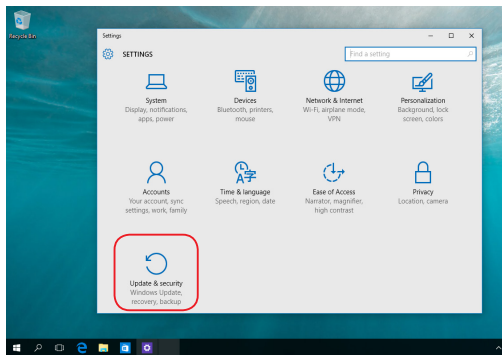 Recycle Bin
Settings
SETTINGS
Find a setting
System
Display, notifications,
apps, power
Devices
Bluetooth, printers,
mouse
Network & Internet
Wi-Fi, airplane mode,
VPN
Personalization
Background, lock
screen, colors
Accounts
Your account, sync
settings, work, family
Time & language
Speech, region, date
Ease of Access
Narrator, magnifier,
high contrast
Privacy
Location, camera
Update & security
Windows Update,
recovery, backup